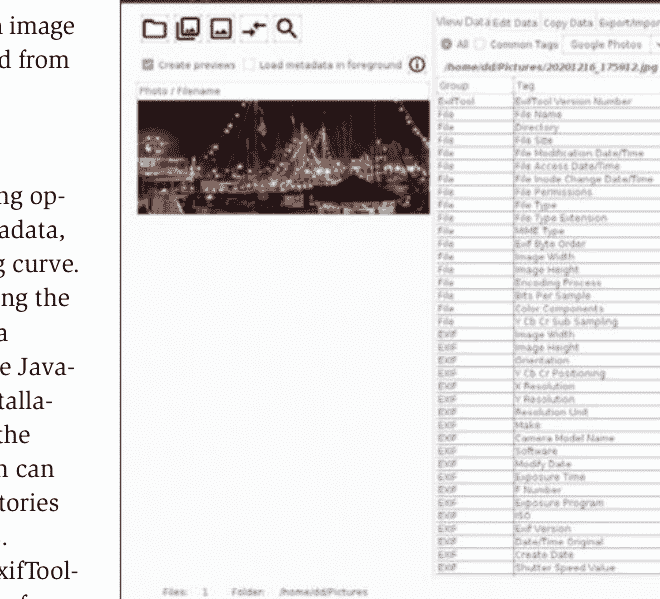 image
d from
ng op-
adata,
g curve.
ng the
a
e Java-
talla-
the
n can
tories
.
xifTool-
View Data Edit Data Copy Data Export/Impor
All Common Tags Google Photos
Create previews Load metadata in foreground
/home/dd/Pictures/20201216_175912.jpg
Photo / Filename
Group Tag
ExifTool ExifTool Version Number
File File Name
File Directory
File File Size
File File Modification Date/Time
File File Access Date/Time
File File Inode Change Date/Time
File File Permissions
File File Type
File File Type Extension
File MIME Type
File Exif Byte Order
File Image Width
File Image Height
File Encoding Process
File Bits Per Sample
File Color Components
File Y Cb Cr Sub Sampling
EXIF Image Width
EXIF Image Height
EXIF Orientation
EXIF Y Cb Cr Positioning
EXIF X Resolution
EXIF Y Resolution
EXIF Resolution Unit
EXIF Make
EXIF Camera Model Name
EXIF Software
EXIF Modify Date
EXIF Exposure Time
EXIF F Number
EXIF Exposure Program
EXIF ISO
EXIF Exif Version
EXIF Date/Time Original
EXIF Create Date
EXIF Shutter Speed Value
Files: 1 Folder: /home/dd/Pictures